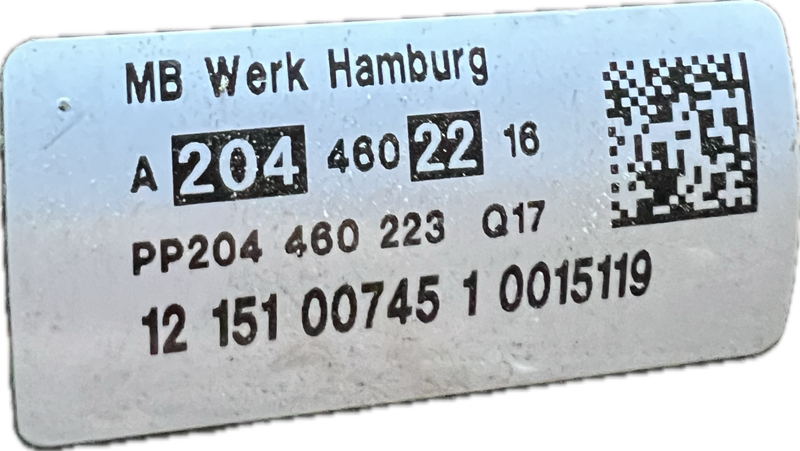 MB Werk Hamburg
A 204 460 22 16
PP204 460 223 Q17
12 151 00745 1 0015119